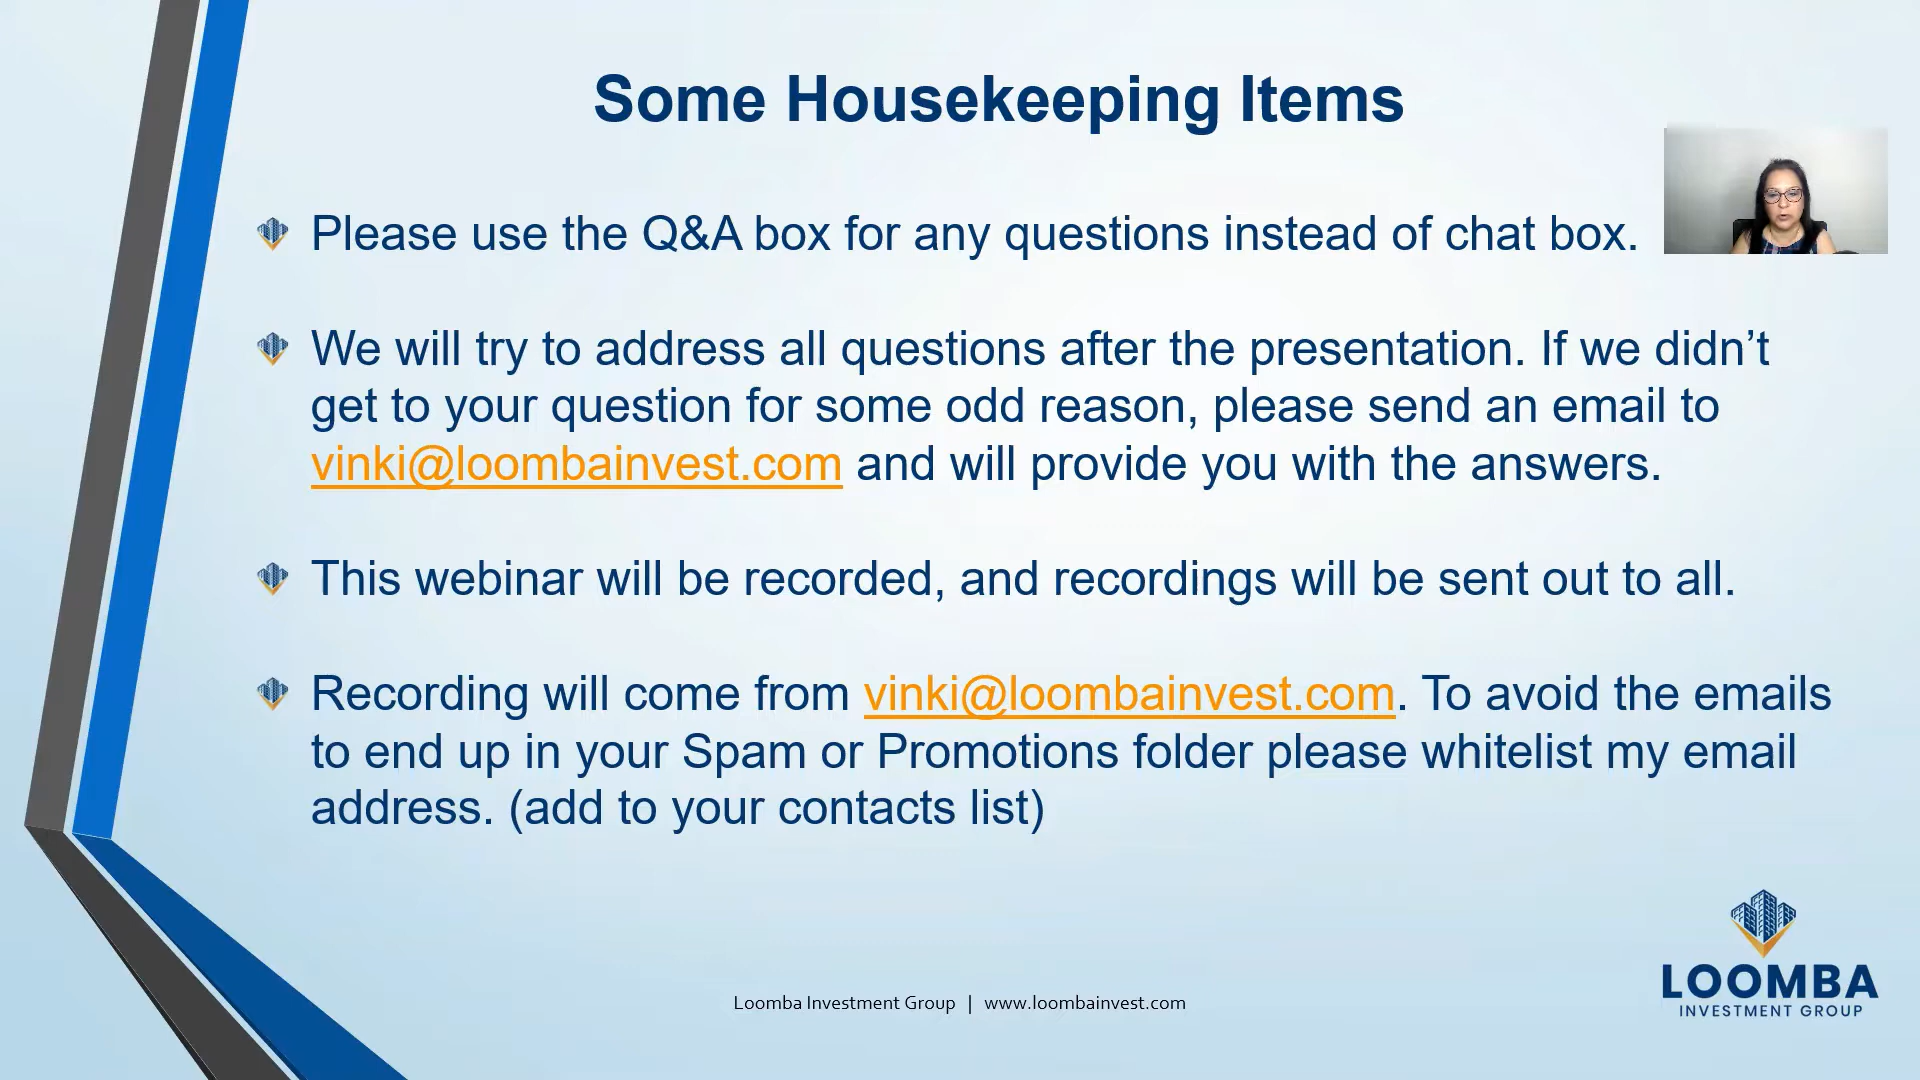 Some Housekeeping Items
Please use the Q&A box for any questions instead of chat box.
We will try to address all questions after the presentation. If we didn’t
get to your question for some odd reason, please send an email to
vinki@loombainvest.com and will provide you with the answers.
This webinar will be recorded, and recordings will be sent out to all.
Recording will come from vinki@loombainvest.com. To avoid the emails
to end up in your Spam or Promotions folder please whitelist my email
address. (add to your contacts list)
Loomba Investment Group | www.loombainvest.com
LOOMBA
INVESTMENT GROUP